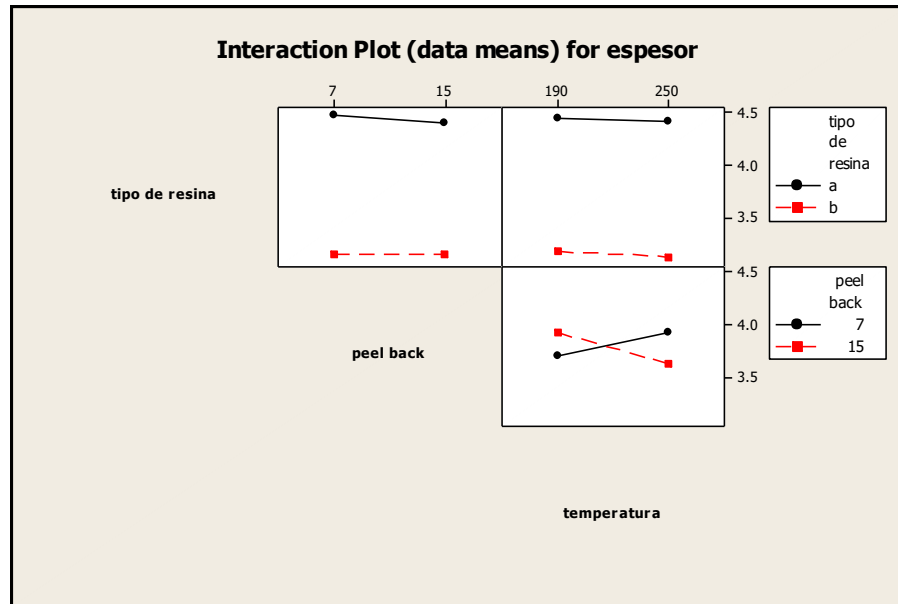 Interaction Plot (data means) for espesor
7 15 190 250
tipo de resina
4.5
4.0
3.5
tipo
de
resina
a
b
peel back
4.5
4.0
3.5
peel
back
7
15
temperatura